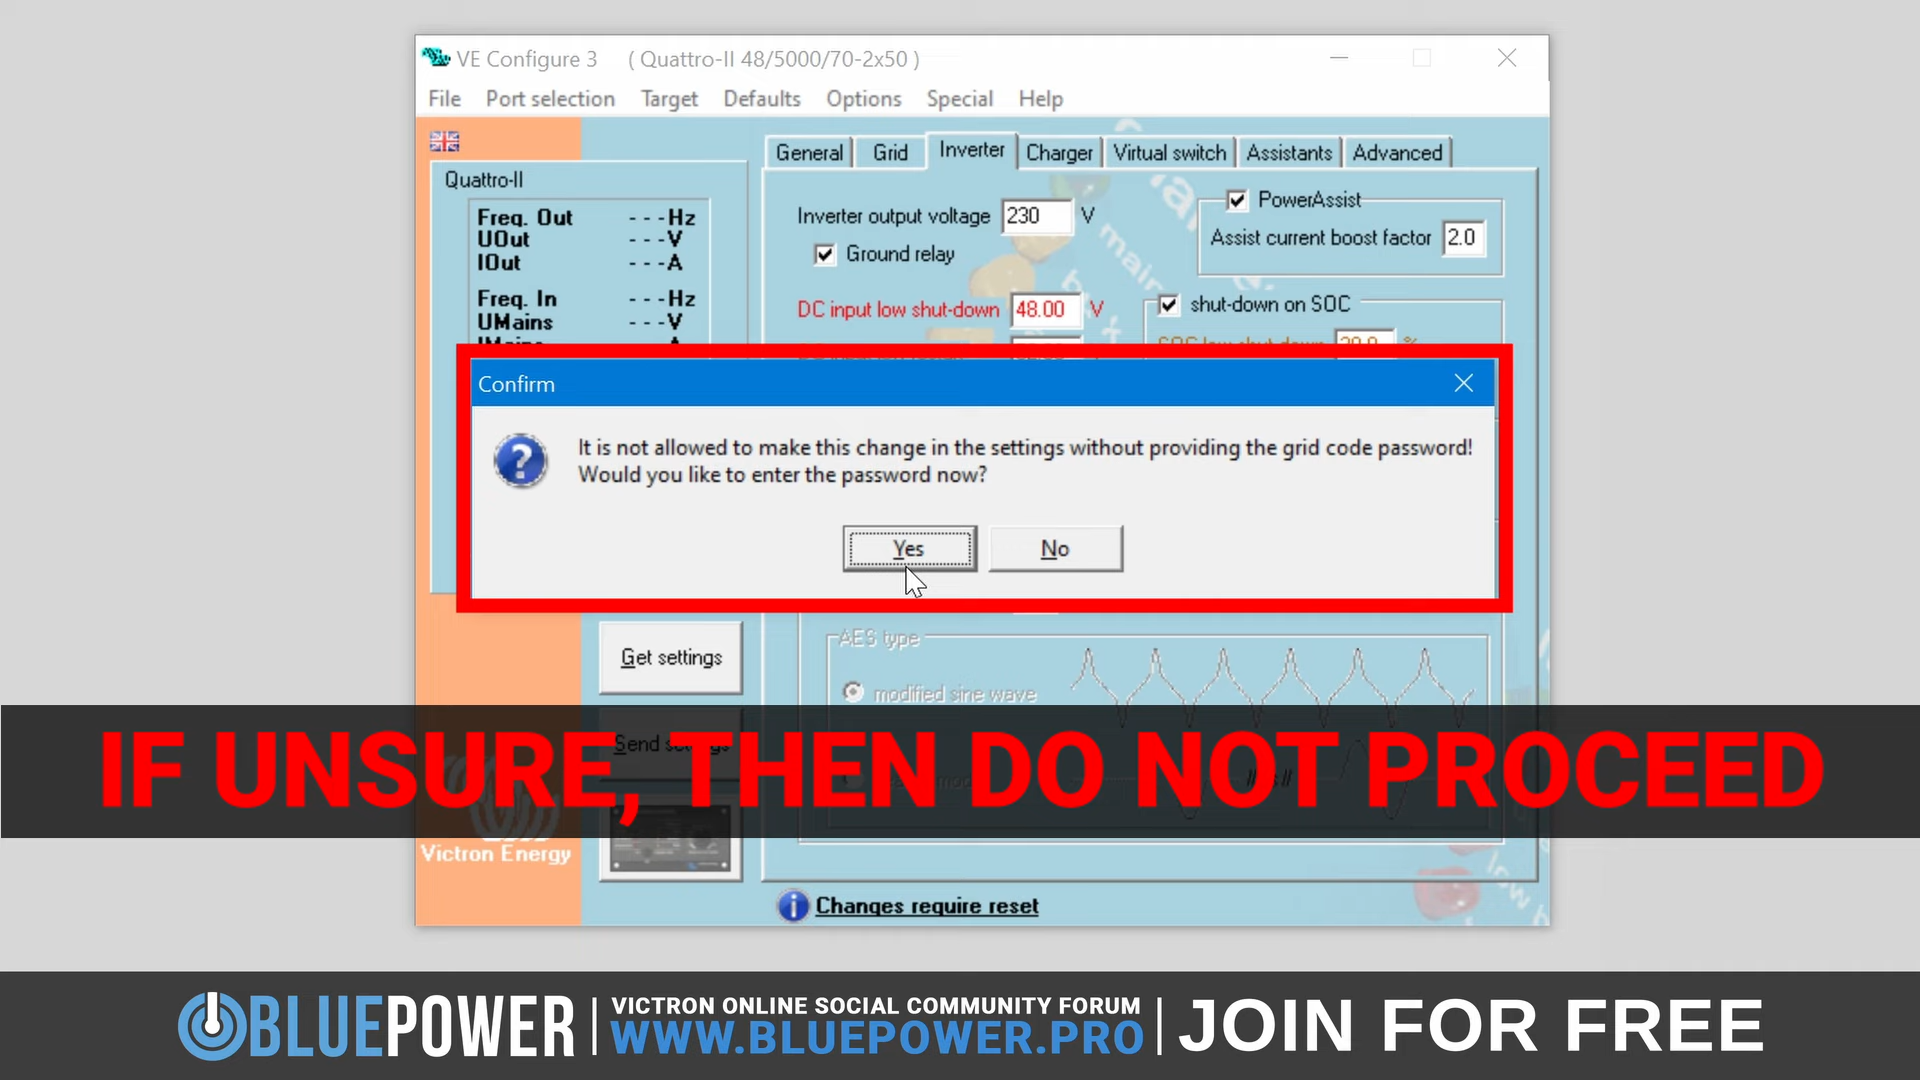 VE Configure 3 ( Quattro-II 48/5000/70-2x50 )
File Port selection Target Defaults Options Special Help
General Grid Inverter Charger Virtual switch Assistants Advanced
Quattro-II
Freq. Out ---Hz
UOut ---V
IOut ---A
Freq. In ---Hz
UMains ---V
Inverter output voltage 230 V
Ground relay
PowerAssist
Assist current boost factor 2.0
DC input low shut-down 48.00 V
shut-down on SOC
Confirm
It is not allowed to make this change in the settings without providing the grid code password!
Would you like to enter the password now?
Yes No
Get settings
AES type
modified sine wave
Send settings
IF UNSURE, THEN DO NOT PROCEED
Victron Energy
Changes require reset
BLUEPOWER
VICTRON ONLINE SOCIAL COMMUNITY FORUM
WWW.BLUEPOWER.PRO
JOIN FOR FREE